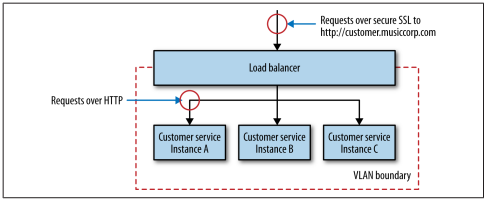 Requests over secure SSL to
http://customer.musiccorp.com
Load balancer
Requests over HTTP
Customer service
Instance A
Customer service
Instance B
Customer service
Instance C
VLAN boundary